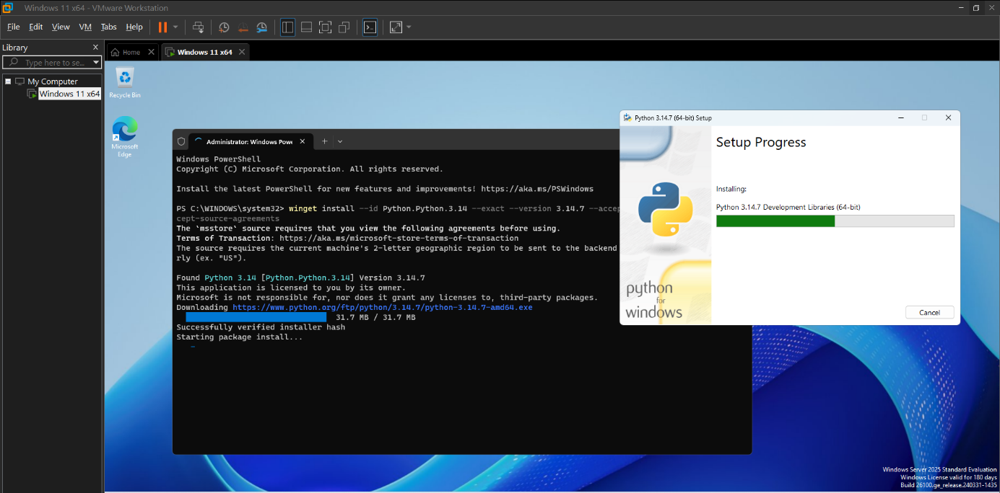 Windows 11 x64 - VMware Workstation
File Edit View VM Tabs Help
Library
Type here to se...
Home
Windows 11 x64
My Computer
Windows 11 x64
Recycle Bin
Microsoft
Edge
Administrator: Windows Powe
Windows PowerShell
Copyright (C) Microsoft Corporation. All rights reserved.
Install the latest PowerShell for new features and improvements! https://aka.ms/PSWindows
PS C:\WINDOWS\system32> winget install --id Python.Python.3.14 --exact --version 3.14.7 --accep
cept-source-agreements
The `msstore` source requires that you view the following agreements before using.
Terms of Transaction: https://aka.ms/microsoft-store-terms-of-transaction
The source requires the current machine's 2-letter geographic region to be sent to the backend
rly (ex. "US").
Found Python 3.14 [Python.Python.3.14] Version 3.14.7
This application is licensed to you by its owner.
Microsoft is not responsible for, nor does it grant any licenses to, third-party packages.
Downloading https://www.python.org/ftp/python/3.14.7/python-3.14.7-amd64.exe
31.7 MB / 31.7 MB
Successfully verified installer hash
Starting package install...
Python 3.14.7 (64-bit) Setup
Setup Progress
Installing:
Python 3.14.7 Development Libraries (64-bit)
python
for
windows
Cancel
Windows Server 2025 Standard Evaluation
Windows License valid for 180 days
Build 26100.ge_release.240331-1435